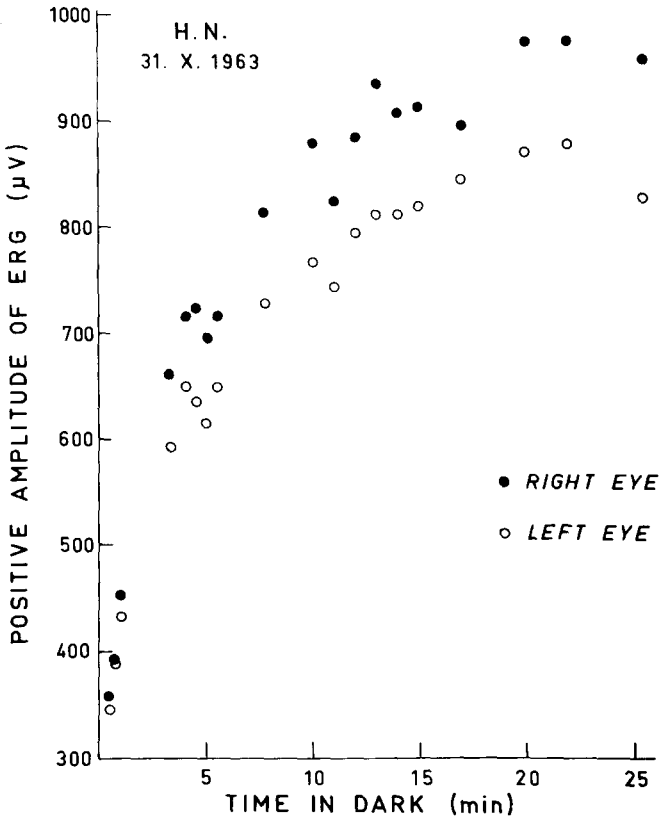 H.N.
31. X. 1963
POSITIVE AMPLITUDE OF ERG (μV)
1000
900
800
700
600
500
400
300
5
10
15
20
25
TIME IN DARK (min)
RIGHT EYE
LEFT EYE